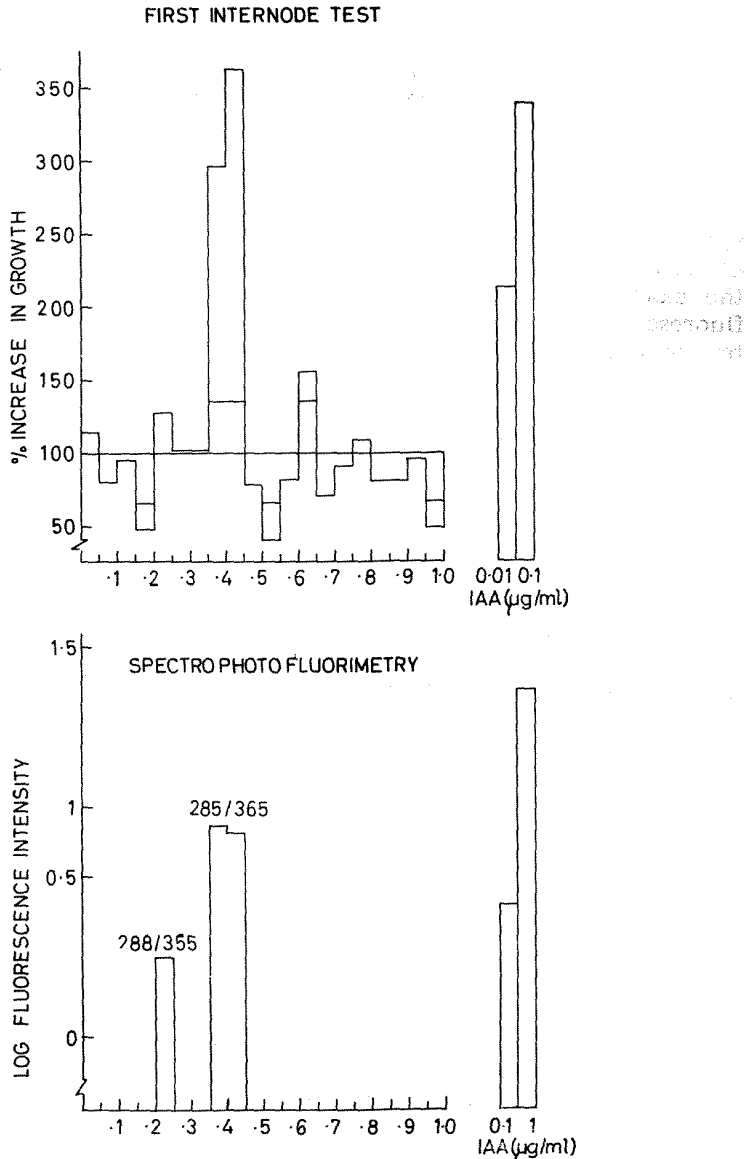 FIRST INTERNODE TEST
% INCREASE IN GROWTH
350
300
250
200
150
100
50
·1 ·2 ·3 ·4 ·5 ·6 ·7 ·8 ·9 1·0
0·01 0·1
IAA (µg/ml)
SPECTRO PHOTO FLUORIMETRY
LOG FLUORESCENCE INTENSITY
1·5
1
0·5
0
288/355
285/365
·1 ·2 ·3 ·4 ·5 ·6 ·7 ·8 ·9 1·0
0·1 1
IAA (µg/ml)